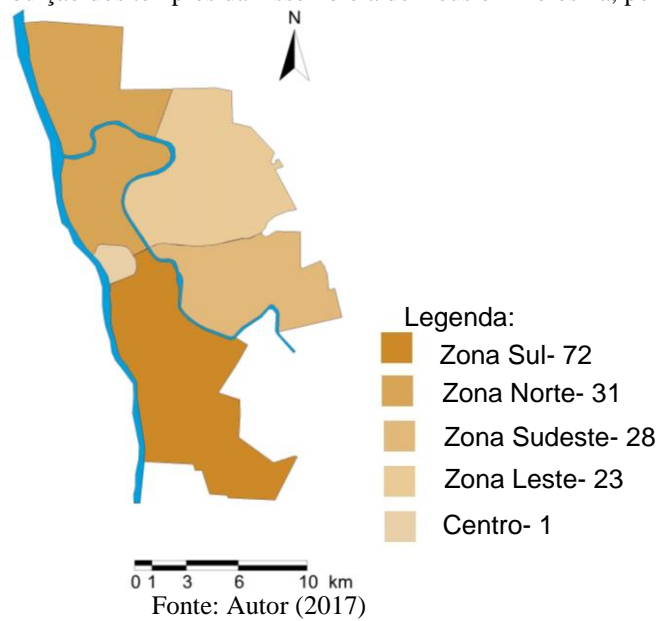 N
Legenda:
Zona Sul- 72
Zona Norte- 31
Zona Sudeste- 28
Zona Leste- 23
Centro- 1
0 1 3 6 10 km
Fonte: Autor (2017)